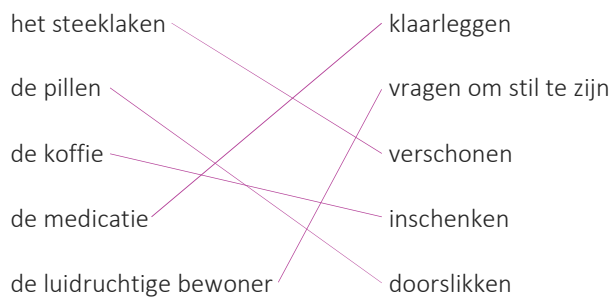 het steeklaken klaarleggen
de pillen vragen om stil te zijn
de koffie verschonen
de medicatie inschenken
de luidruchtige bewoner doorslikken